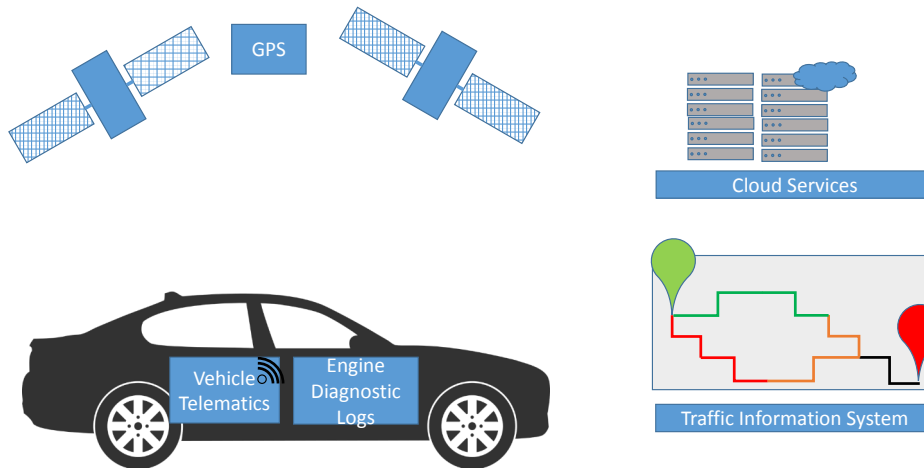 GPS
Cloud Services
Vehicle
Telematics
Engine
Diagnostic
Logs
Traffic Information System